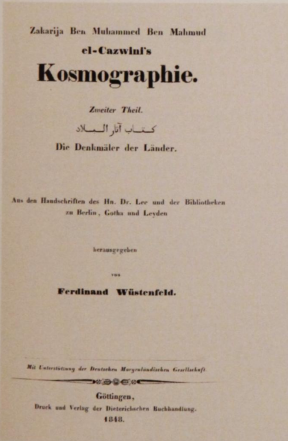 Zakarija Ben Muhammed Ben Mahmud
el-Cazwini's
Kosmographie.
Zweiter Theil.
كتاب آثار البلاد
Die Denkmäler der Länder.
Aus den Handschriften des Hn. Dr. Lee und der Bibliotheken
zu Berlin, Gotha und Leyden
herausgegeben
von
Ferdinand Wüstenfeld.
Mit Unterstützung der Deutschen Morgenländischen Gesellschaft.
Göttingen,
Druck und Verlag der Dieterichschen Buchhandlung.
1848.